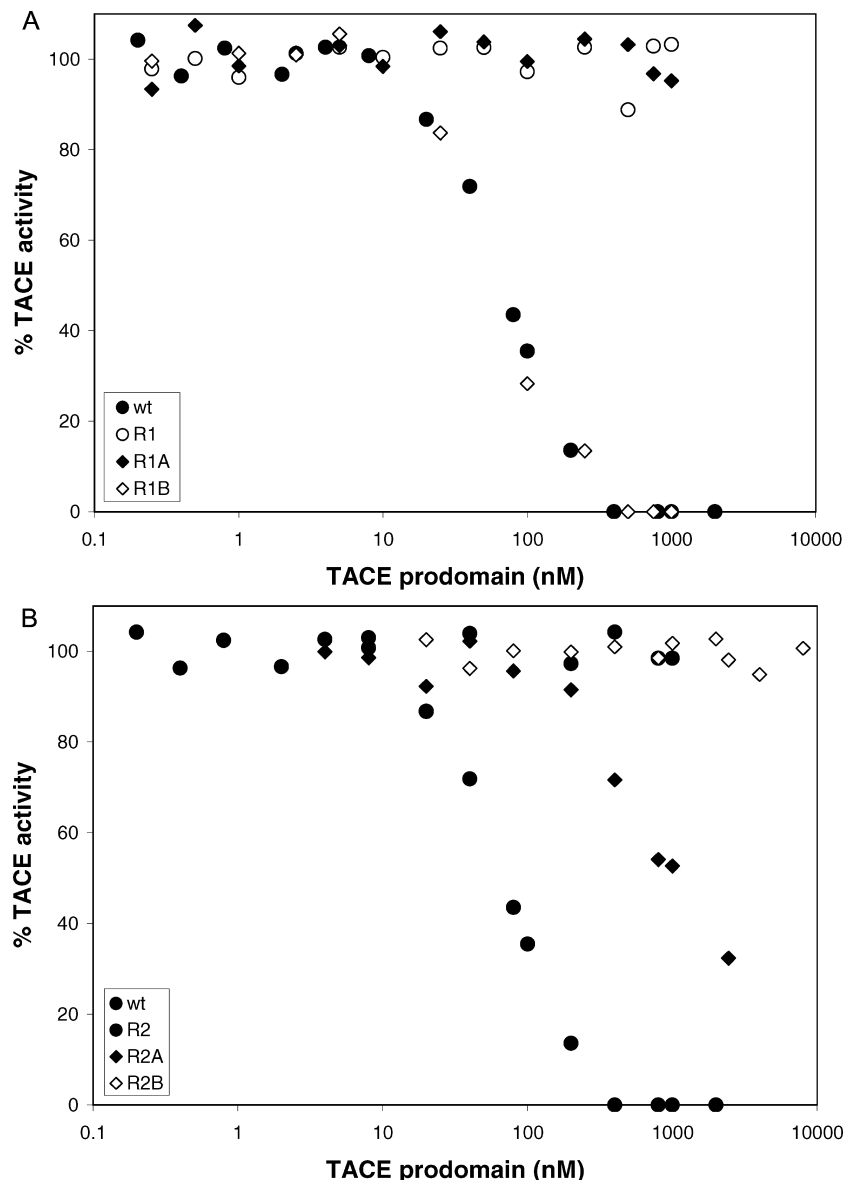 A
100
80
60
40
20
0
% TACE activity
wt
R1
R1A
R1B
0.1 1 10 100 1000 10000
TACE prodomain (nM)
B
100
80
60
40
20
0
% TACE activity
wt
R2
R2A
R2B
0.1 1 10 100 1000 10000
TACE prodomain (nM)